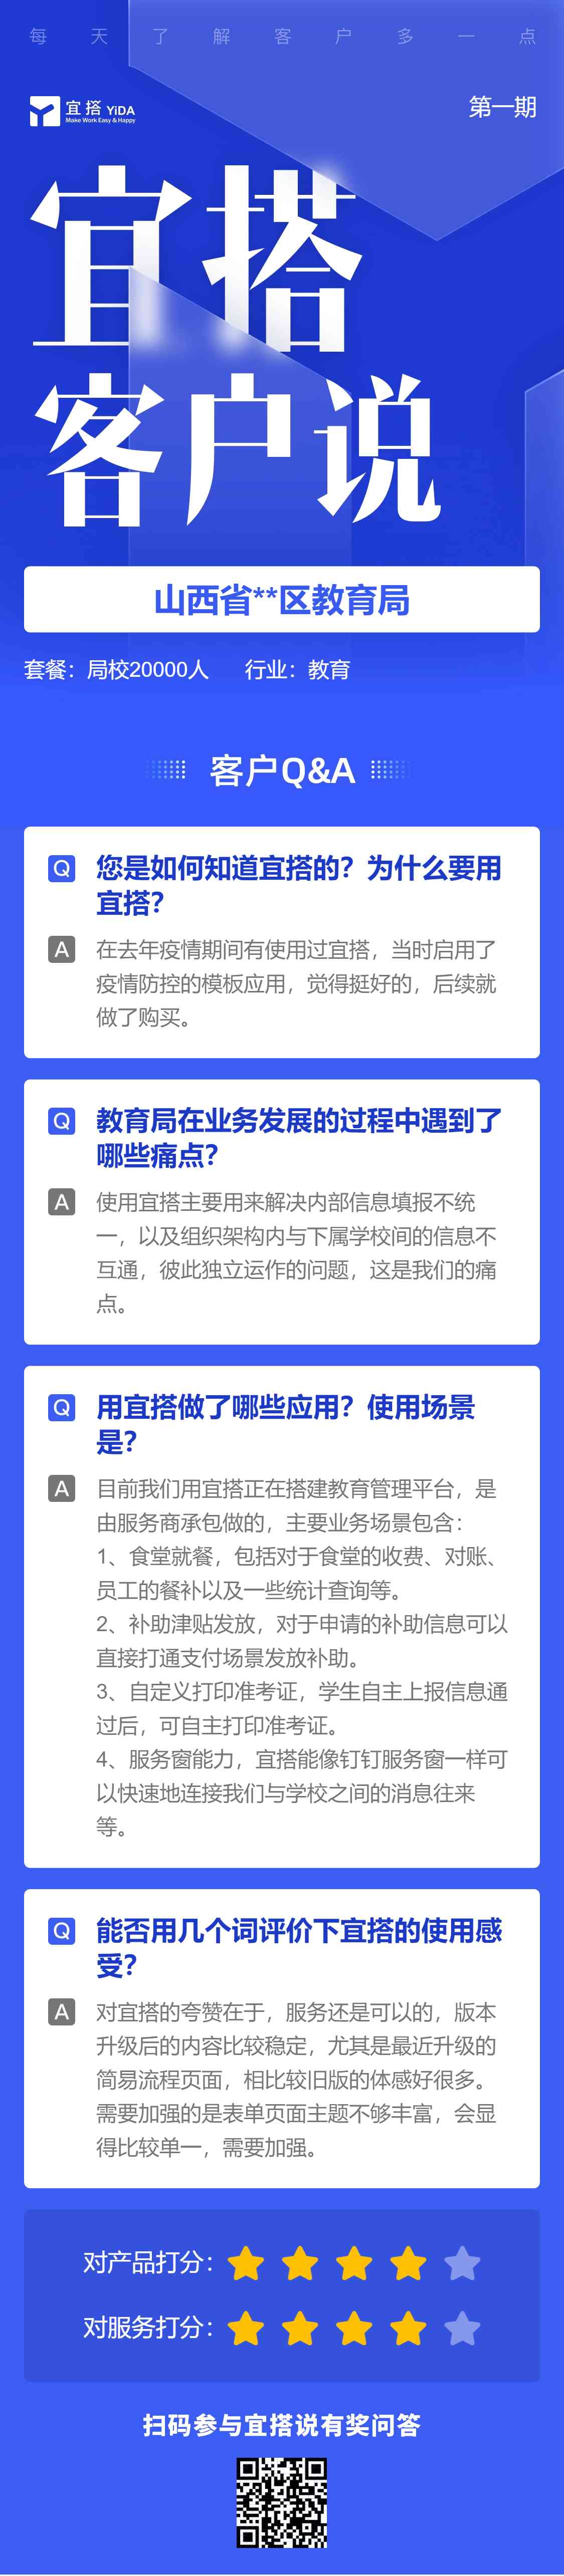 每天了解客户多一点
宜搭 YiDA
Make Work Easy & Happy
第一期
宜搭
客户说
山西省**区教育局
套餐：局校20000人 行业：教育
客户Q&A
Q 您是如何知道宜搭的？为什么要用
宜搭？
A 在去年疫情期间有使用过宜搭，当时启用了
疫情防控的模板应用，觉得挺好的，后续就
做了购买。
Q 教育局在业务发展的过程中遇到了
哪些痛点？
A 使用宜搭主要用来解决内部信息填报不统
一，以及组织架构内与下属学校间的信息不
互通，彼此独立运作的问题，这是我们的痛
点。
Q 用宜搭做了哪些应用？使用场景
是？
A 目前我们用宜搭正在搭建教育管理平台，是
由服务商承包做的，主要业务场景包含：
1、食堂就餐，包括对于食堂的收费、对账、
员工的餐补以及一些统计查询等。
2、补助津贴发放，对于申请的补助信息可以
直接打通支付场景发放补助。
3、自定义打印准考证，学生自主上报信息通
过后，可自主打印准考证。
4、服务窗能力，宜搭能像钉钉服务窗一样可
以快速地连接我们与学校之间的消息往来
等。
Q 能否用几个词评价下宜搭的使用感
受？
A 对宜搭的夸赞在于，服务还是可以的，版本
升级后的内容比较稳定，尤其是最近升级的
简易流程页面，相比较旧版的体感好很多。
需要加强的是表单页面主题不够丰富，会显
得比较单一，需要加强。
对产品打分：
对服务打分：
扫码参与宜搭说有奖问答